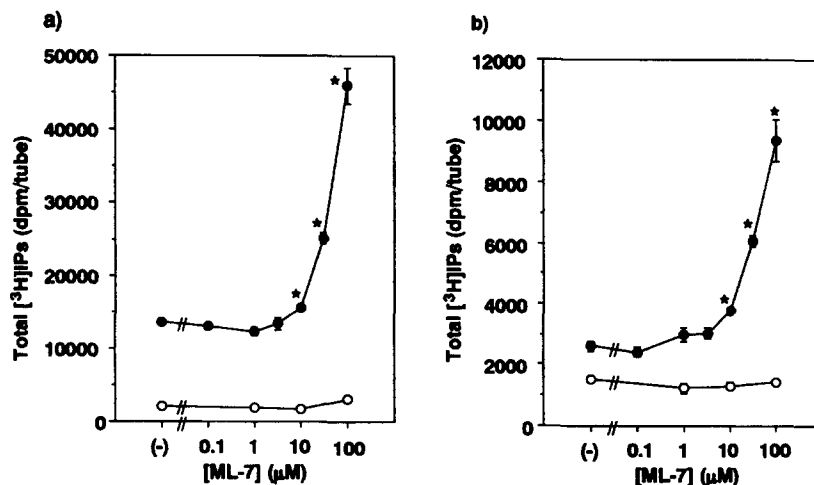 a)
Total [³H]IPs (dpm/tube)
50000
40000
30000
20000
10000
0
(-) 0.1 1 10 100
[ML-7] (μM)
b)
Total [³H]IPs (dpm/tube)
12000
10000
8000
6000
4000
2000
0
(-) 0.1 1 10 100
[ML-7] (μM)